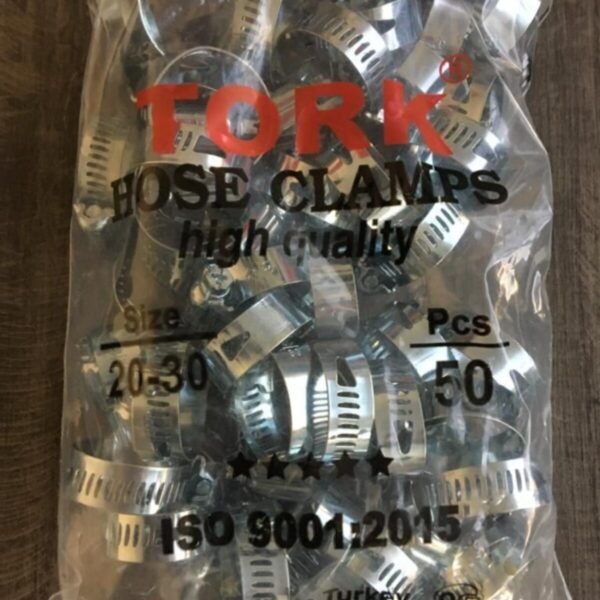 TORK®
HOSE CLAMPS
high quality
Size
20-30
Pcs
50
★★★★★
ISO 9001:2015
Turkey